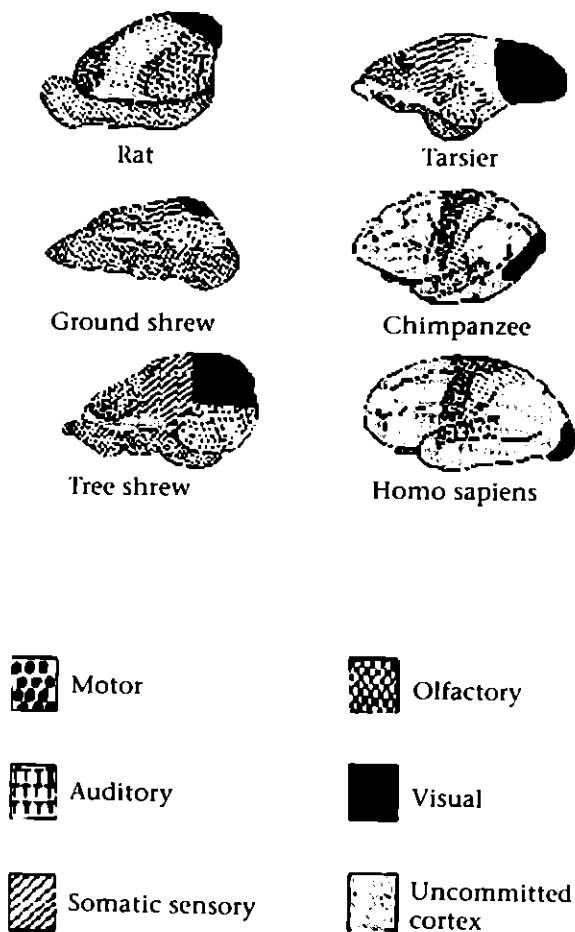 Rat
Tarsier
Ground shrew
Chimpanzee
Tree shrew
Homo sapiens
Motor
Olfactory
Auditory
Visual
Somatic sensory
Uncommitted
cortex